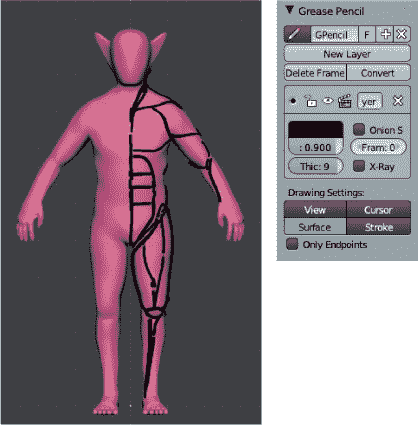 Grease Pencil
GPencil F
New Layer
Delete Frame Convert
yer
: 0.900 Onion S
Fram: 0
Thic: 9 X-Ray
Drawing Settings:
View Cursor
Surface Stroke
Only Endpoints